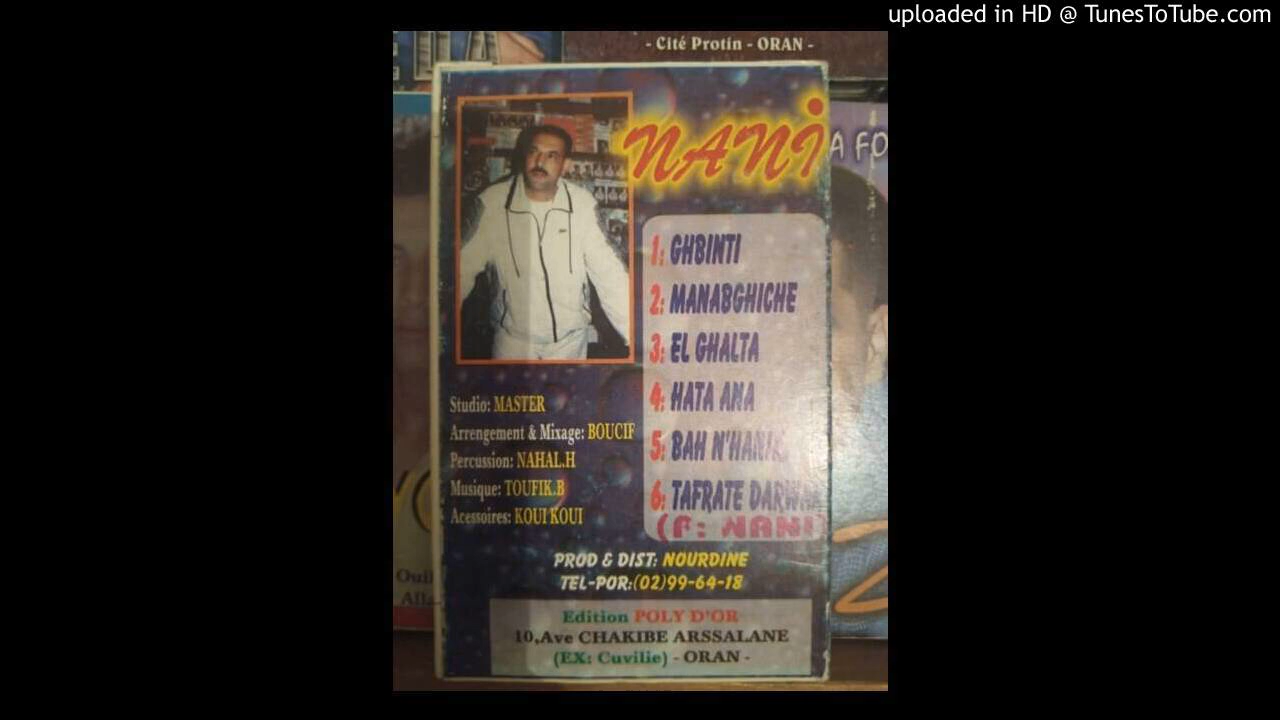 uploaded in HD @ TunesToTube.com
- Cité Protin - ORAN -
NANi
A FO
1: GHBINTI
2: MANABGHICHE
3: EL GHALTA
4: HATA ANA
5: BAH
6: TAFRATE
(F: NANI)
Studio: MASTER
Arrengement & Mixage: BOUCIF
Percussion: NAHAL.H
Musique: TOUFIK.B
Acessoires: KOUI KOUI
PROD & DIST: NOURDINE
TEL-POR:(02)99-64-18
Edition POLY D'OR
10,Ave CHAKIBE ARSSALANE
(EX: Cuvilie) - ORAN -